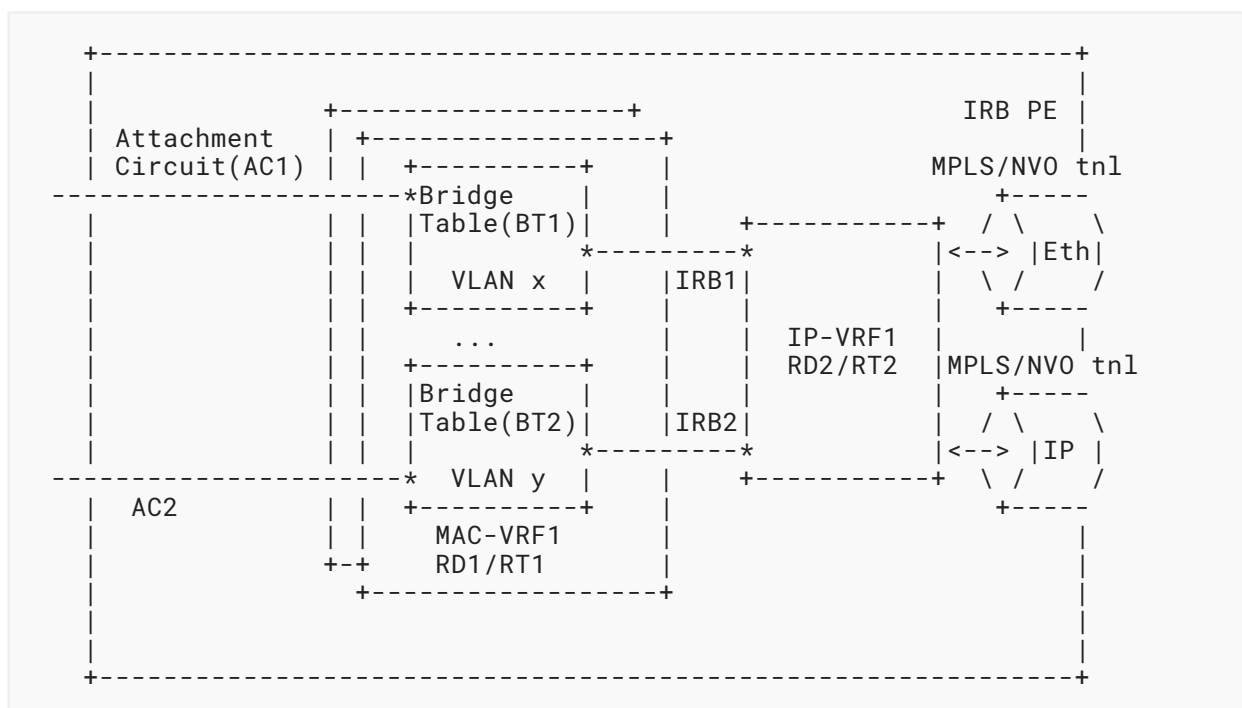 IRB PE
Attachment
Circuit(AC1)
MPLS/NVO tnl
Bridge
Table(BT1)
Eth
VLAN x
IRB1
...
IP-VRF1
RD2/RT2
MPLS/NVO tnl
Bridge
Table(BT2)
IRB2
IP
VLAN y
AC2
MAC-VRF1
RD1/RT1